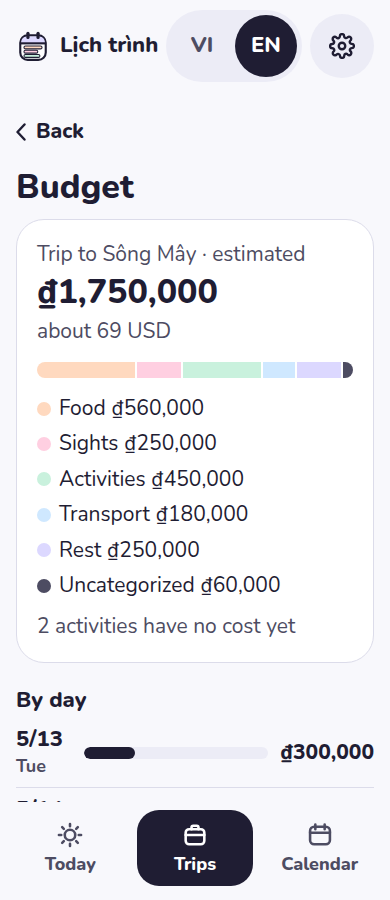 Lịch trình
VI
EN
Back
Budget
Trip to Sông Mây · estimated
₫1,750,000
about 69 USD
Food ₫560,000
Sights ₫250,000
Activities ₫450,000
Transport ₫180,000
Rest ₫250,000
Uncategorized ₫60,000
2 activities have no cost yet
By day
5/13
Tue
₫300,000
Today
Trips
Calendar